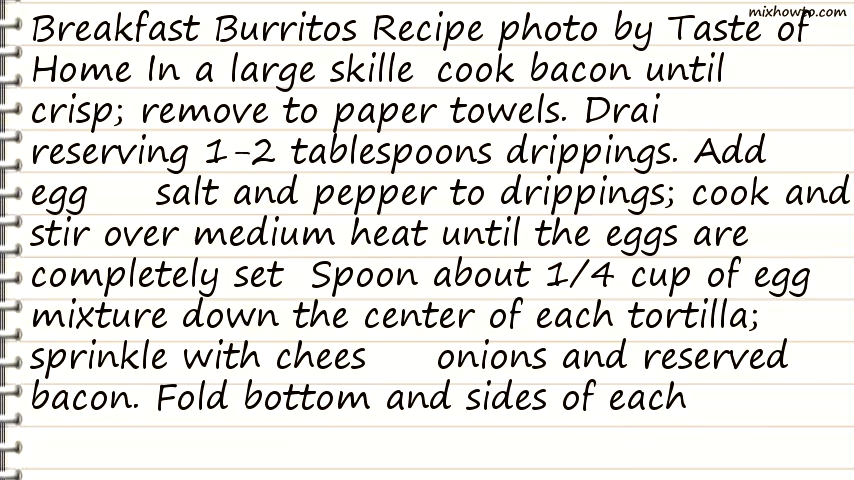 mixhowto.com
Breakfast Burritos Recipe photo by Taste of
Home In a large skille cook bacon until
crisp; remove to paper towels. Drai
reserving 1-2 tablespoons drippings. Add
egg salt and pepper to drippings; cook and
stir over medium heat until the eggs are
completely set Spoon about 1/4 cup of egg
mixture down the center of each tortilla;
sprinkle with chees onions and reserved
bacon. Fold bottom and sides of each